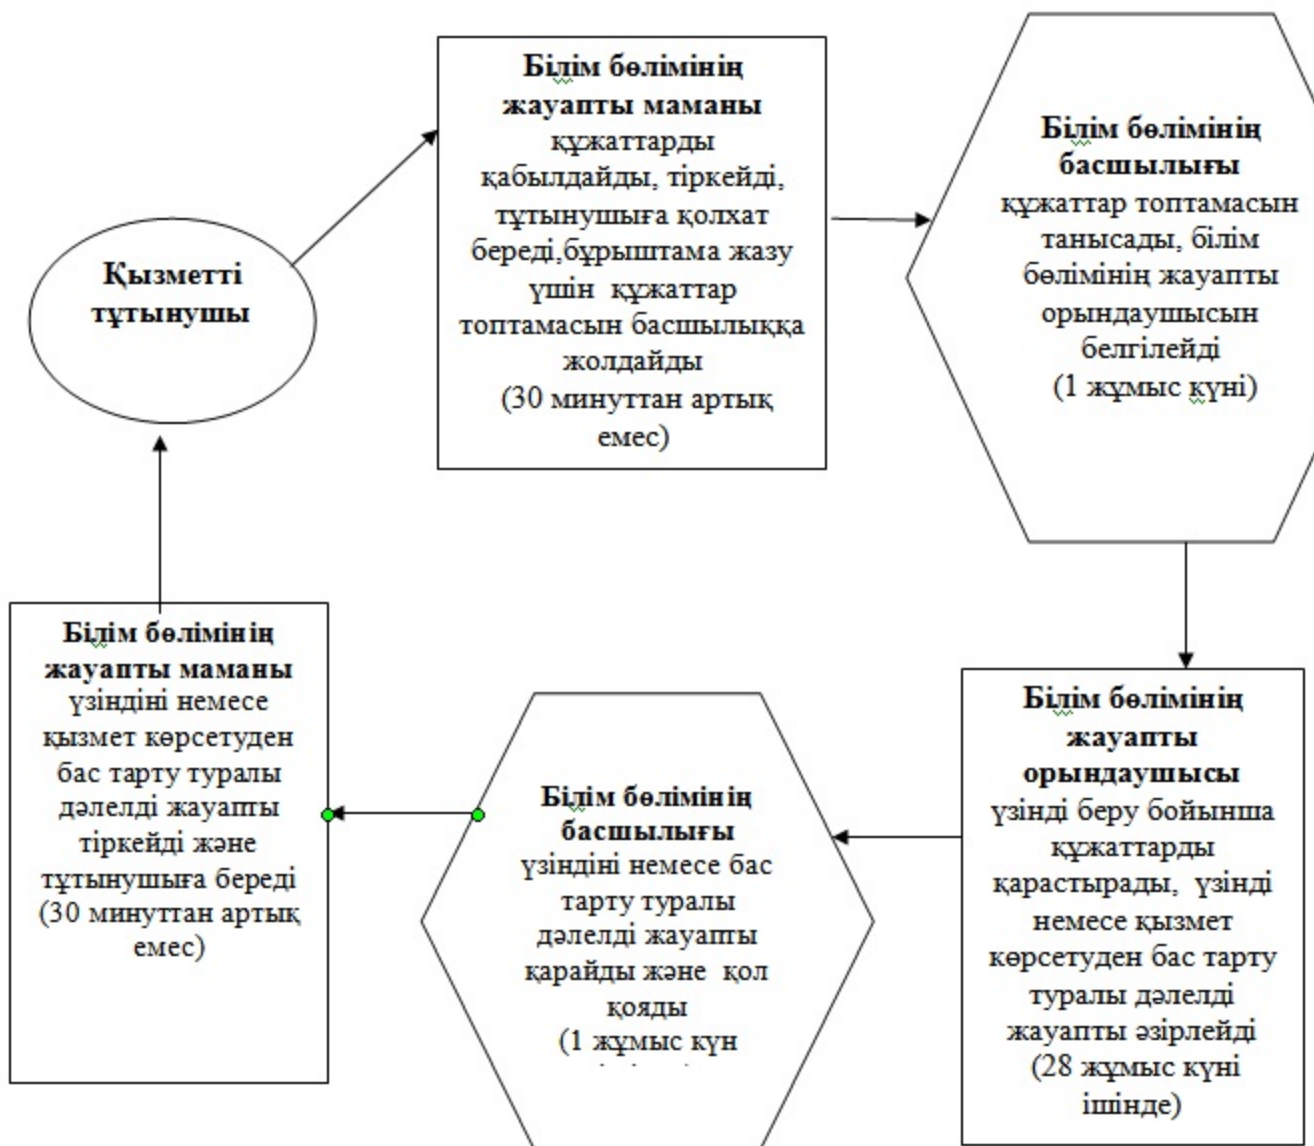 Қызметті
тұтынушы
Білім бөлімінің
жауапты маманы
құжаттарды
қабылдайды, тіркейді,
тұтынушыға қолхат
береді,бұрыштама жазу
үшін құжаттар
топтамасын басшылыққа
жолдайды
(30 минуттан артық
емес)
Білім бөлімінің
басшылығы
құжаттар топтамасын
танысады, білім
бөлімінің жауапты
орындаушысын
белгілейді
(1 жұмыс күні)
Білім бөлімінің
жауапты
орындаушысы
үзінді беру бойынша
құжаттарды
қарастырады, үзінді
немесе қызмет
көрсетуден бас тарту
туралы дәлелді
жауапты әзірлейді
(28 жұмыс күні
ішінде)
Білім бөлімінің
басшылығы
үзіндіні немесе бас
тарту туралы
дәлелді жауапты
қарайды және қол
қояды
(1 жұмыс күн
Білім бөлімінің
жауапты маманы
үзіндіні немесе
қызмет көрсетуден
бас тарту туралы
дәлелді жауапты
тіркейді және
тұтынушыға береді
(30 минуттан артық
емес)